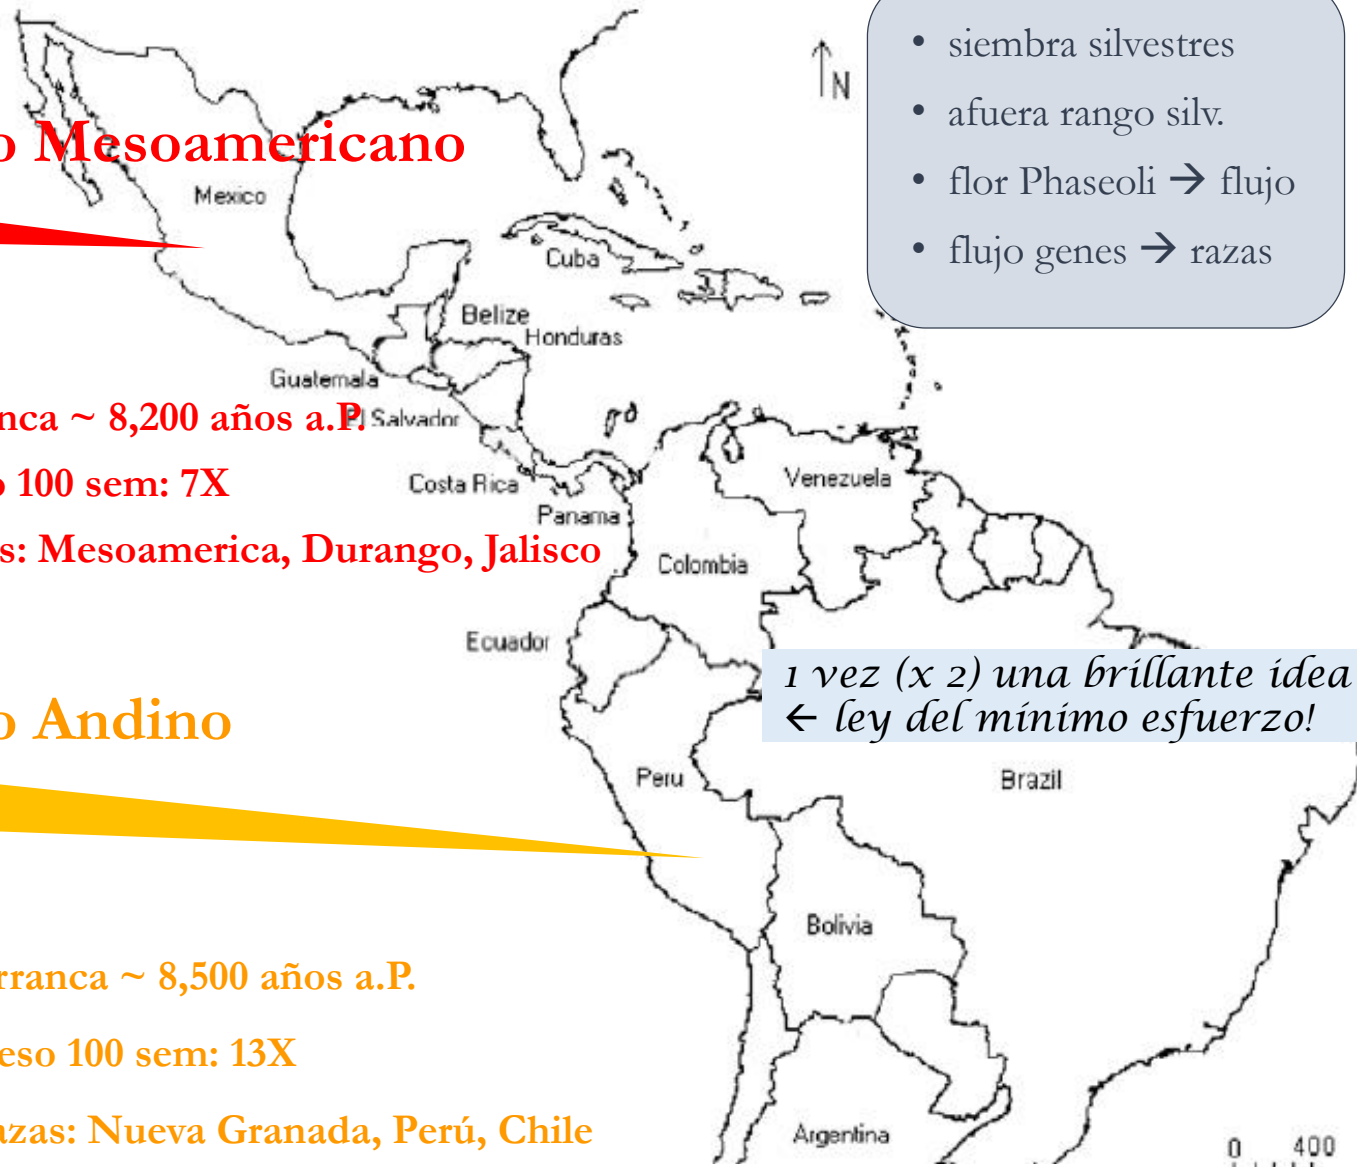 • siembra silvestres
N
• afuera rango silv.
o Mesoamericano
• flor Phaseoli → flujo
Mexico
• flujo genes → razas
Cuba
Belize
Honduras
Guatemala
nca ~ 8,200 años a.P.
El Salvador
Venezuela
o 100 sem: 7X
Costa Rica
Panama
s: Mesoamerica, Durango, Jalisco
Colombia
Ecuador
1 vez (x 2) una brillante idea
← ley del mínimo esfuerzo!
o Andino
Peru
Brazil
Bolivia
rranca ~ 8,500 años a.P.
eso 100 sem: 13X
azas: Nueva Granada, Perú, Chile
Argentina
0 400